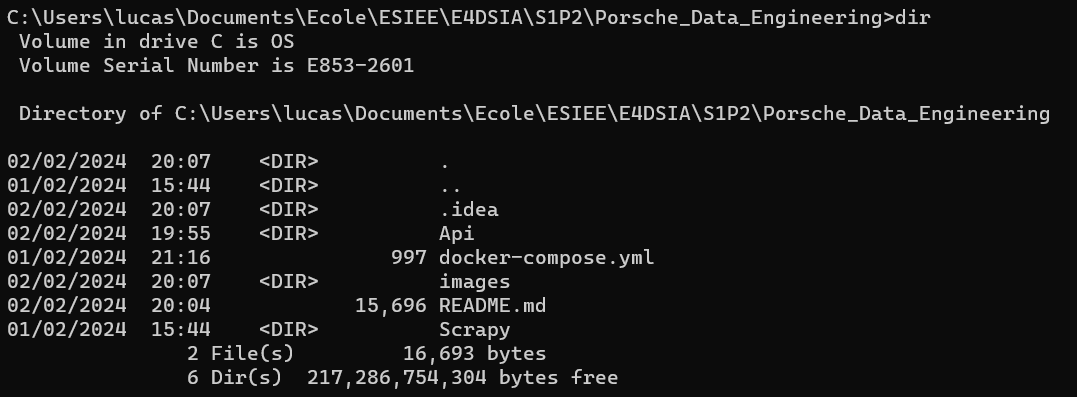 C:\Users\lucas\Documents\Ecole\ESIEE\E4DSIA\S1P2\Porsche_Data_Engineering>dir
 Volume in drive C is OS
 Volume Serial Number is E853-2601

 Directory of C:\Users\lucas\Documents\Ecole\ESIEE\E4DSIA\S1P2\Porsche_Data_Engineering

02/02/2024  20:07    <DIR>          .
01/02/2024  15:44    <DIR>          ..
02/02/2024  20:07    <DIR>          .idea
02/02/2024  19:55    <DIR>          Api
01/02/2024  21:16               997 docker-compose.yml
02/02/2024  20:07    <DIR>          images
02/02/2024  20:04            15,696 README.md
01/02/2024  15:44    <DIR>          Scrapy
               2 File(s)         16,693 bytes
               6 Dir(s)  217,286,754,304 bytes free